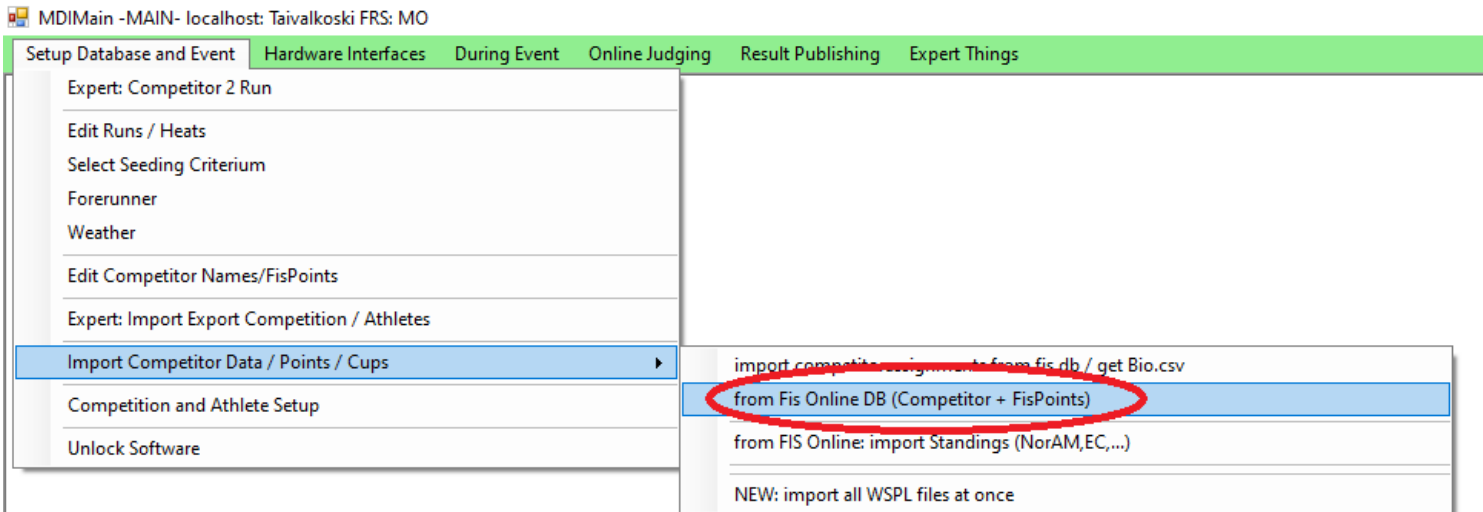 MDIMain -MAIN- localhost: Taivalkoski FRS: MO
Setup Database and Event Hardware Interfaces During Event Online Judging Result Publishing Expert Things
Expert: Competitor 2 Run
Edit Runs / Heats
Select Seeding Criterium
Forerunner
Weather
Edit Competitor Names/FisPoints
Expert: Import Export Competition / Athletes
Import Competitor Data / Points / Cups
Competition and Athlete Setup
Unlock Software
import from fis db / get Bio.csv
from Fis Online DB (Competitor + FisPoints)
from FIS Online: import Standings (NorAM,EC,...)
NEW: import all WSPL files at once